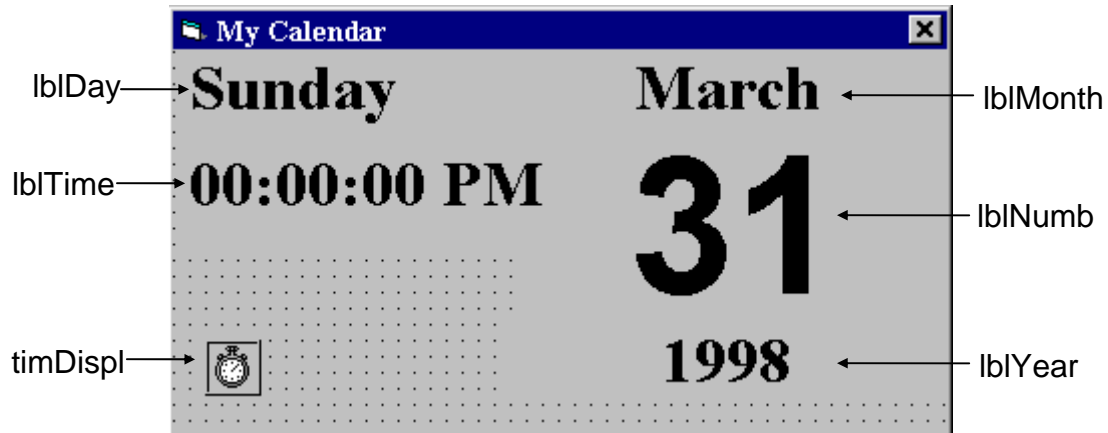 My Calendar
lblDay
Sunday
March
lblMonth
lblTime
00:00:00 PM
31
lblNumb
timDispl
1998
lblYear